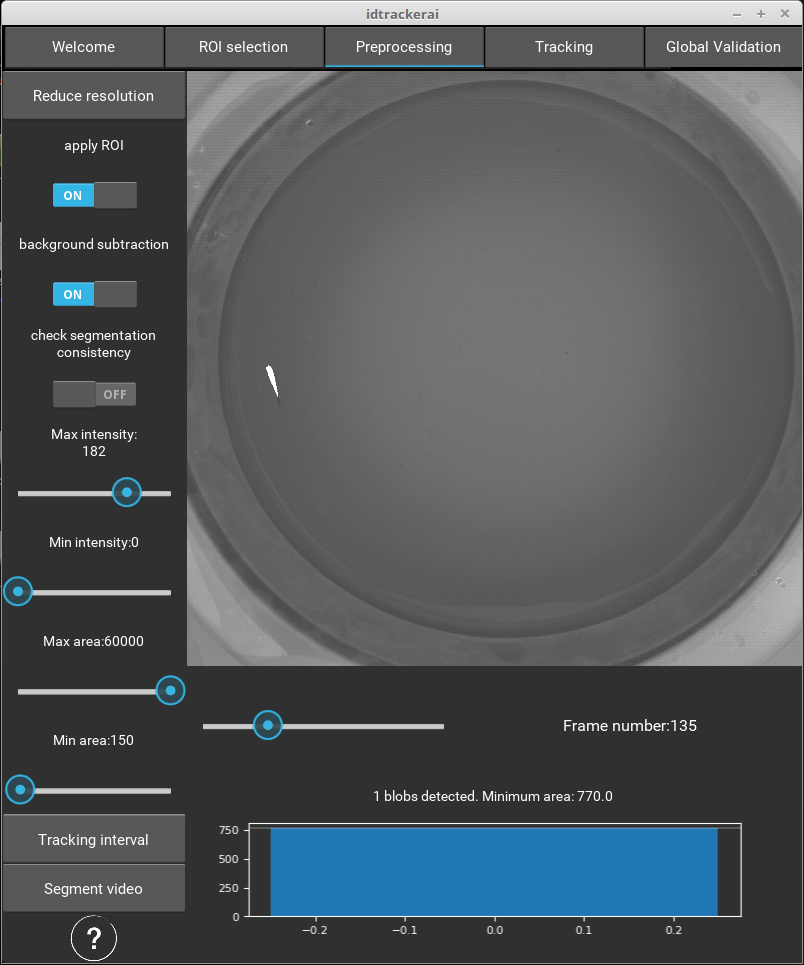 idtrackerai
Welcome
ROI selection
Preprocessing
Tracking
Global Validation
Reduce resolution
apply ROI
ON
background subtraction
ON
check segmentation
consistency
OFF
Max intensity:
182
Min intensity:0
Max area:60000
Min area:150
Tracking interval
Segment video
?
Frame number:135
1 blobs detected. Minimum area: 770.0
750
500
250
0
−0.2
−0.1
0.0
0.1
0.2